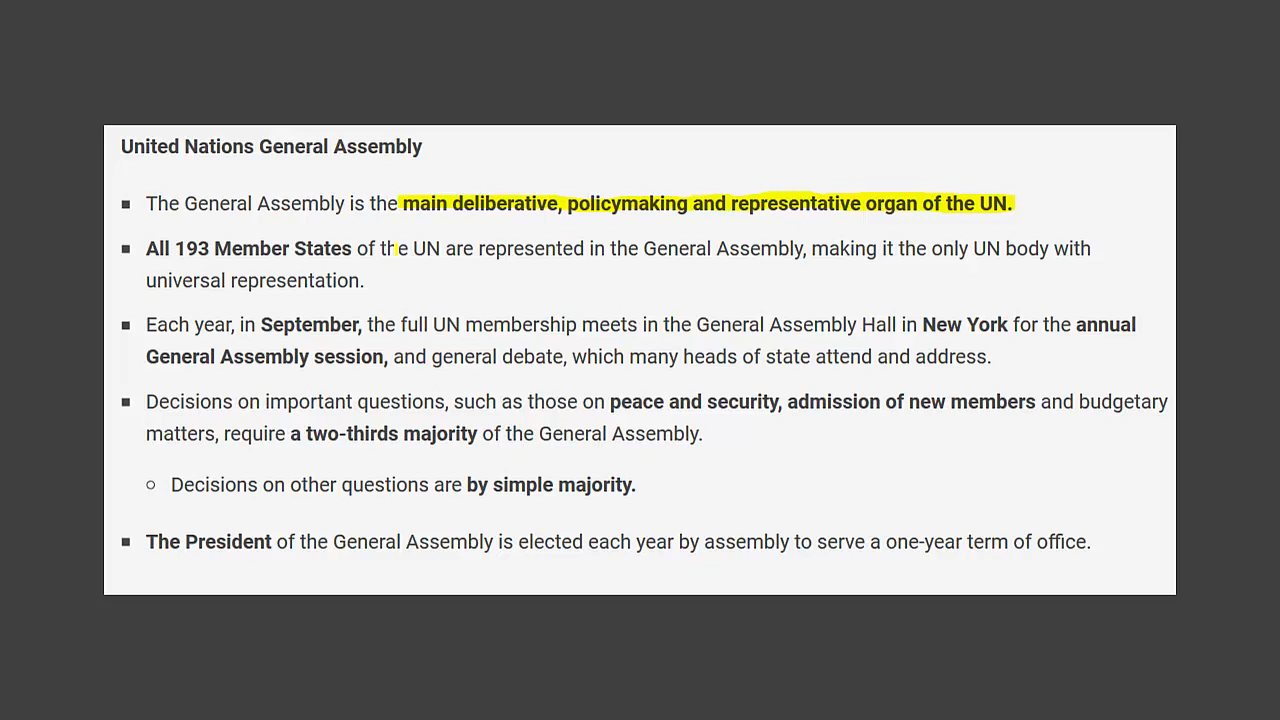 United Nations General Assembly
The General Assembly is the main deliberative, policymaking and representative organ of the UN.
All 193 Member States of the UN are represented in the General Assembly, making it the only UN body with
universal representation.
Each year, in September, the full UN membership meets in the General Assembly Hall in New York for the annual
General Assembly session, and general debate, which many heads of state attend and address.
Decisions on important questions, such as those on peace and security, admission of new members and budgetary
matters, require a two-thirds majority of the General Assembly.
Decisions on other questions are by simple majority.
The President of the General Assembly is elected each year by assembly to serve a one-year term of office.